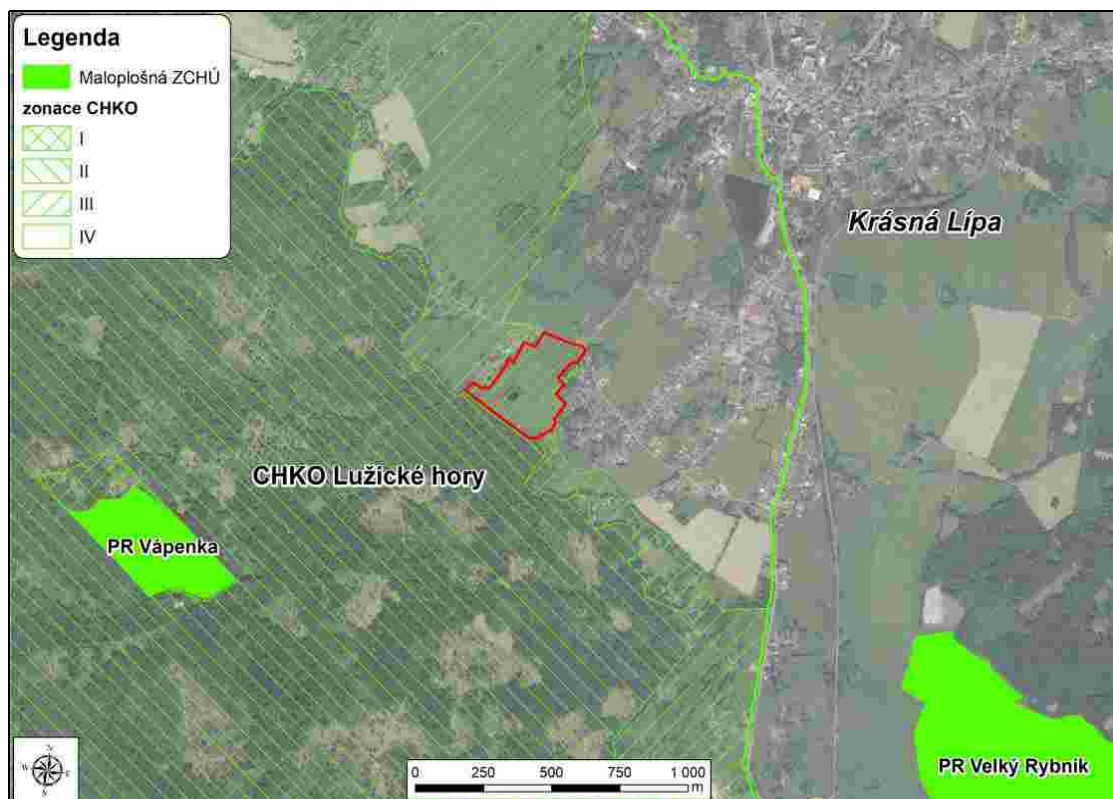 Legenda
Maloplošná ZCHÚ
zonace CHKO
I
II
III
IV
Krásná Lípa
CHKO Lužické hory
PR Vápenka
PR Velký Rybník
N
W E
S
0 250 500 750 1 000
m